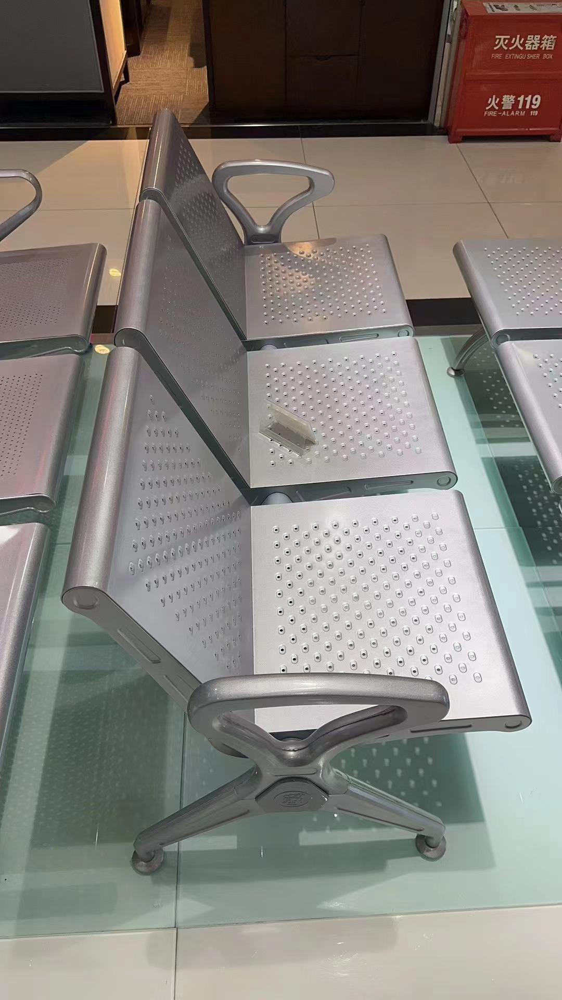 灭火器箱
FIRE EXTINGUSHER BOX
火警119
FIRE-ALARM 119